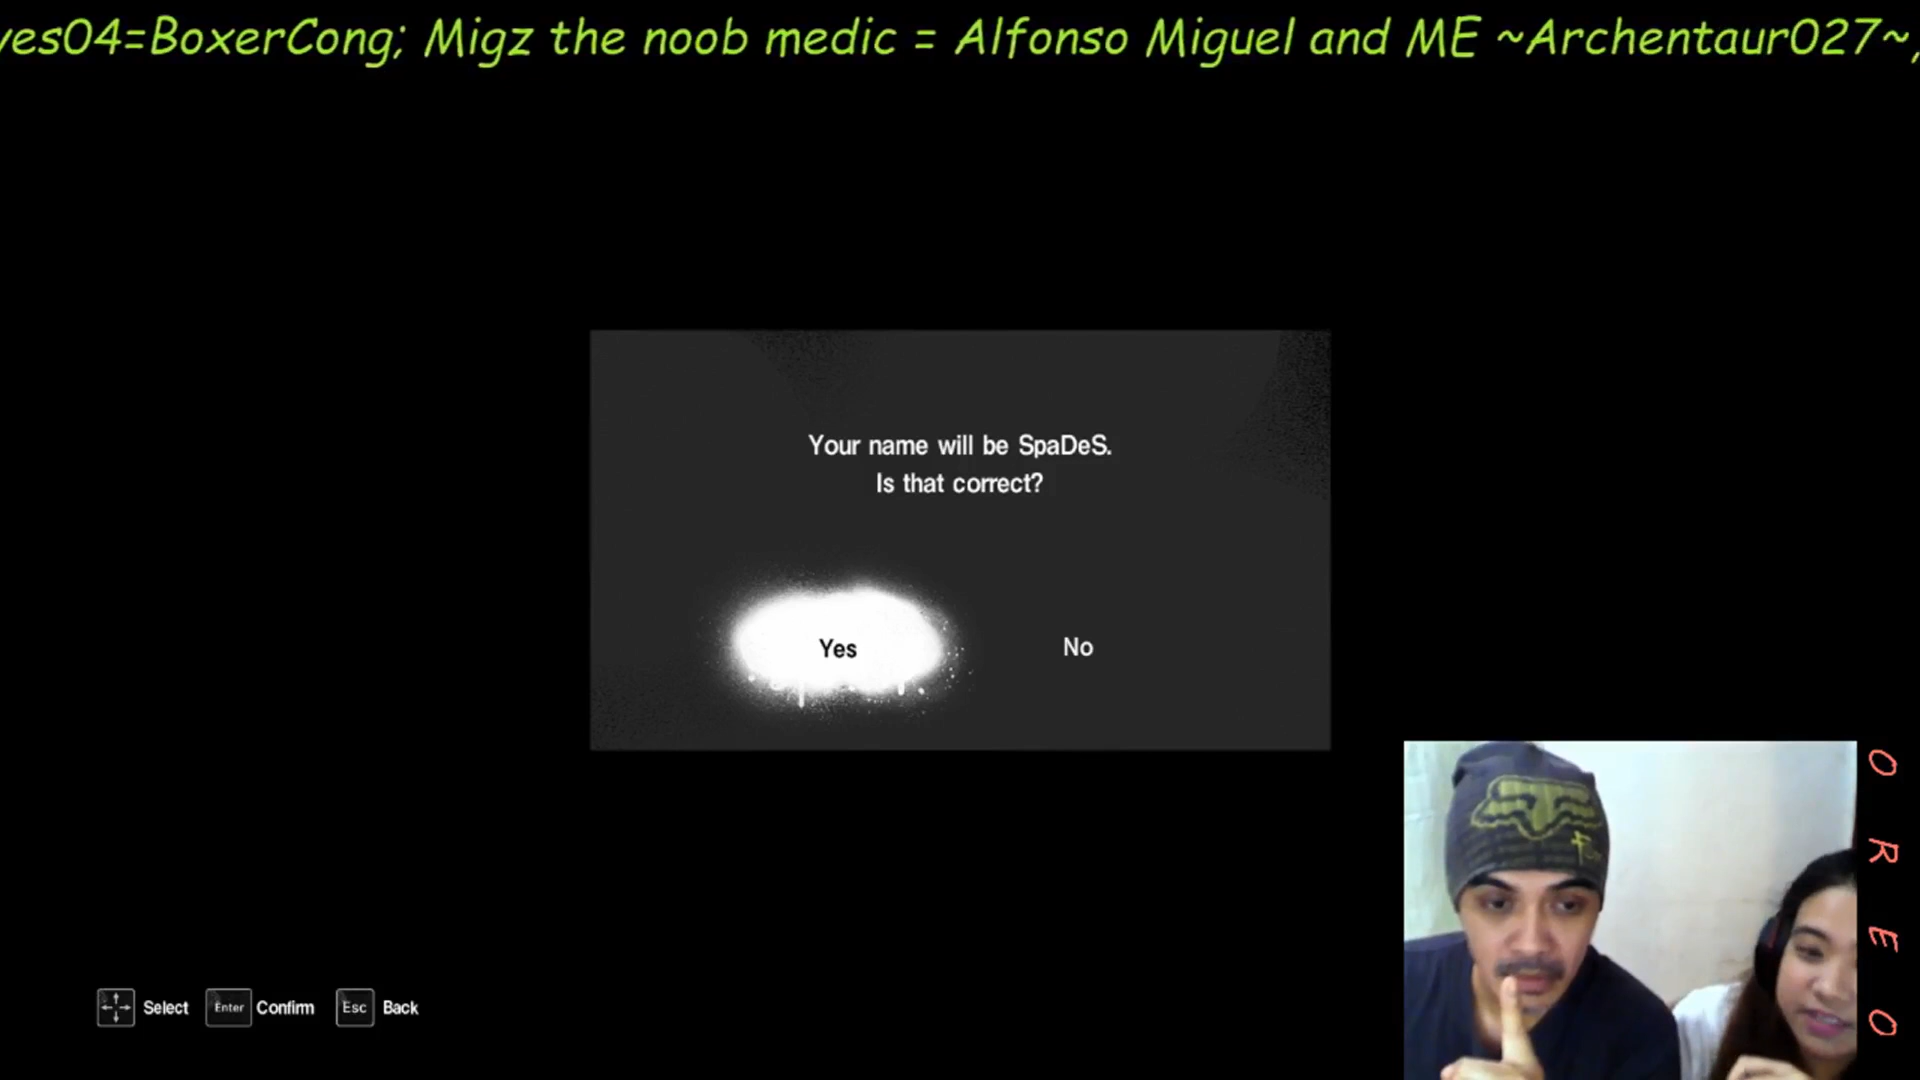 yes04=BoxerCong; Migz the noob medic = Alfonso Miguel and ME ~Archentaur027~,
Your name will be SpaDeS.
Is that correct?
Yes
No
Enter
Esc
Select
Confirm
Back
O
R
E
O